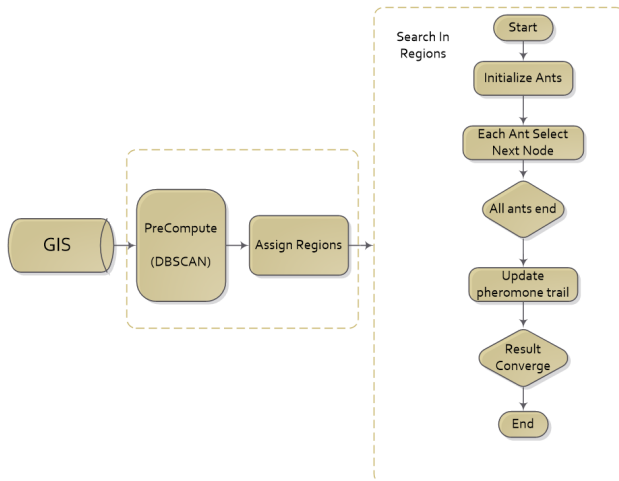 GIS
PreCompute
(DBSCAN)
Assign Regions
Search In
Regions
Start
Initialize Ants
Each Ant Select
Next Node
All ants end
Update
pheromone trail
Result
Converge
End